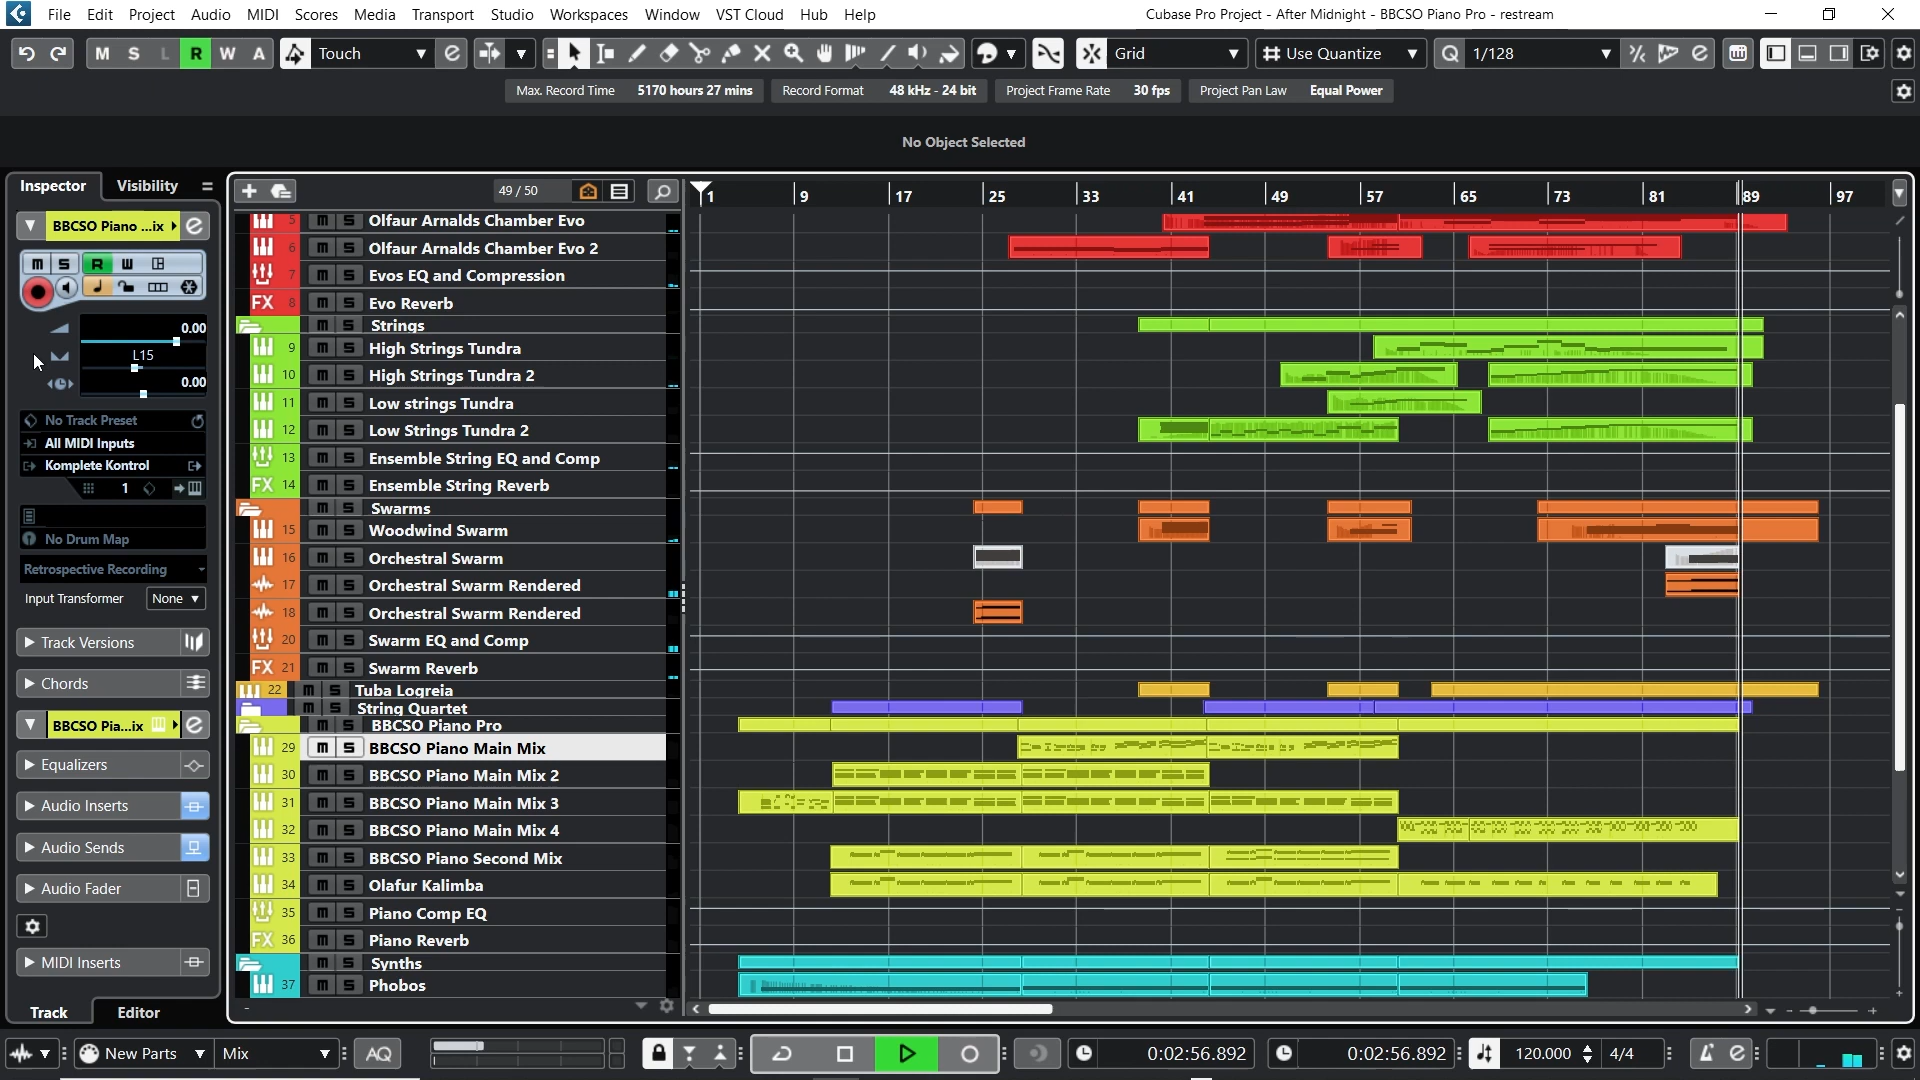 File Edit Project Audio MIDI Scores Media Transport Studio Workspaces Window VST Cloud Hub Help Cubase Pro Project - After Midnight - BBCSO Piano Pro - restream
M S L R W A Touch Grid Use Quantize Q 1/128
Max. Record Time 5170 hours 27 mins Record Format 48 kHz - 24 bit Project Frame Rate 30 fps Project Pan Law Equal Power
No Object Selected
Inspector Visibility 49 / 50 1 9 17 25 33 41 49 57 65 73 81 89 97
BBCSO Piano ...ix
m S R W
0.00
L15
0.00
No Track Preset
All MIDI Inputs
Komplete Kontrol
1
No Drum Map
Retrospective Recording
Input Transformer None
Track Versions
Chords
BBCSO Pia...ix
Equalizers
Audio Inserts
Audio Sends
Audio Fader
MIDI Inserts
Track Editor
5 m S Olfaur Arnalds Chamber Evo
6 m S Olfaur Arnalds Chamber Evo 2
7 m S Evos EQ and Compression
FX 8 m S Evo Reverb
m S Strings
9 m S High Strings Tundra
10 m S High Strings Tundra 2
11 m S Low strings Tundra
12 m S Low Strings Tundra 2
13 m S Ensemble String EQ and Comp
FX 14 m S Ensemble String Reverb
m S Swarms
15 m S Woodwind Swarm
16 m S Orchestral Swarm
17 m S Orchestral Swarm Rendered
18 m S Orchestral Swarm Rendered
20 m S Swarm EQ and Comp
FX 21 m S Swarm Reverb
22 m S Tuba Logreia
m S String Quartet
m S BBCSO Piano Pro
29 m S BBCSO Piano Main Mix
30 m S BBCSO Piano Main Mix 2
31 m S BBCSO Piano Main Mix 3
32 m S BBCSO Piano Main Mix 4
33 m S BBCSO Piano Second Mix
34 m S Olafur Kalimba
35 m S Piano Comp EQ
FX 36 m S Piano Reverb
m S Synths
37 m S Phobos
New Parts Mix AQ 0:02:56.892 0:02:56.892 120.000 4/4